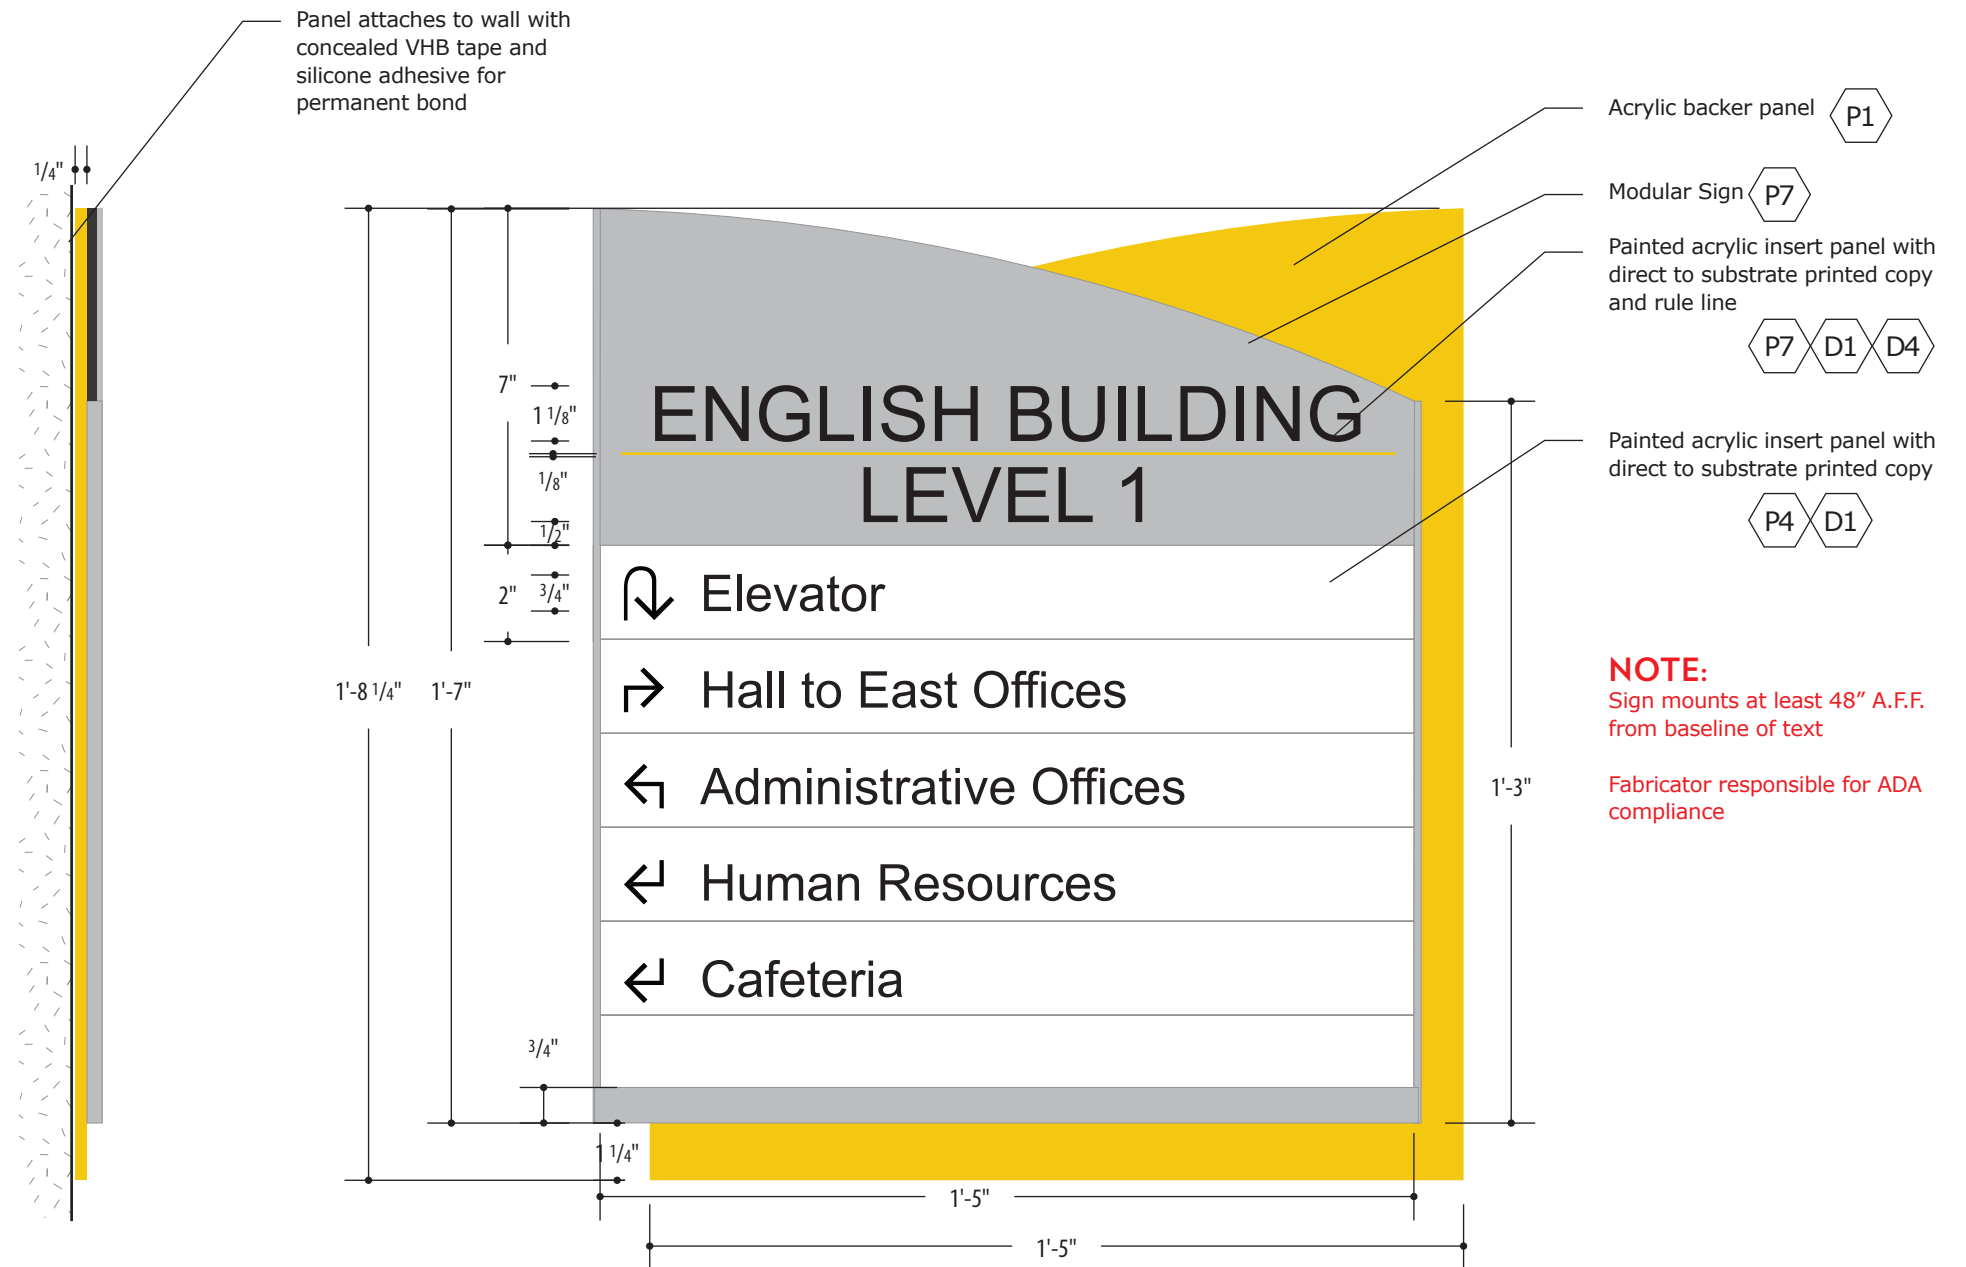 Panel attaches to wall with
concealed VHB tape and
silicone adhesive for
permanent bond
1/4"
Acrylic backer panel P1
Modular Sign P7
Painted acrylic insert panel with
direct to substrate printed copy
and rule line
P7 D1 D4
Painted acrylic insert panel with
direct to substrate printed copy
P4 D1
NOTE:
Sign mounts at least 48” A.F.F.
from baseline of text
Fabricator responsible for ADA
compliance
7"
1 1/8"
1/8"
1/2"
2"
3/4"
1'-8 1/4"
1'-7"
3/4"
1 1/4"
ENGLISH BUILDING
LEVEL 1
Elevator
Hall to East Offices
Administrative Offices
Human Resources
Cafeteria
1'-3"
1'-5"
1'-5"